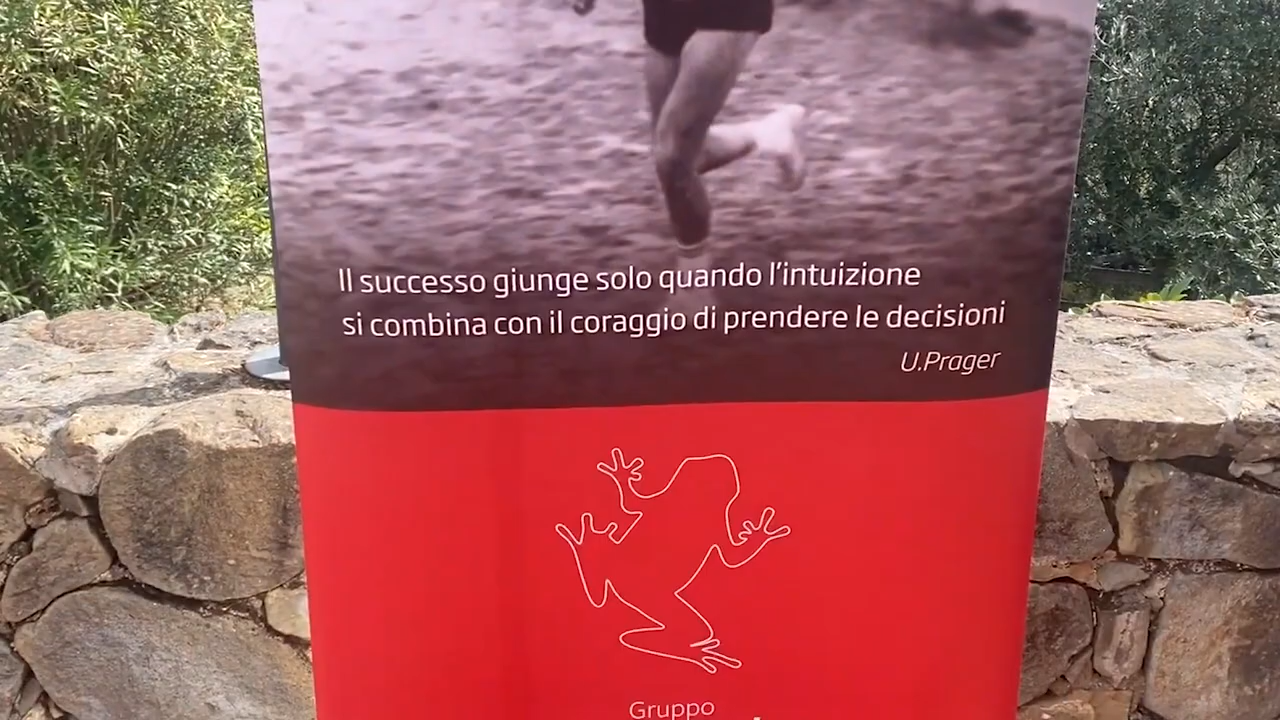 Il successo giunge solo quando l'intuizione
si combina con il coraggio di prendere le decisioni
U.Prager
Gruppo